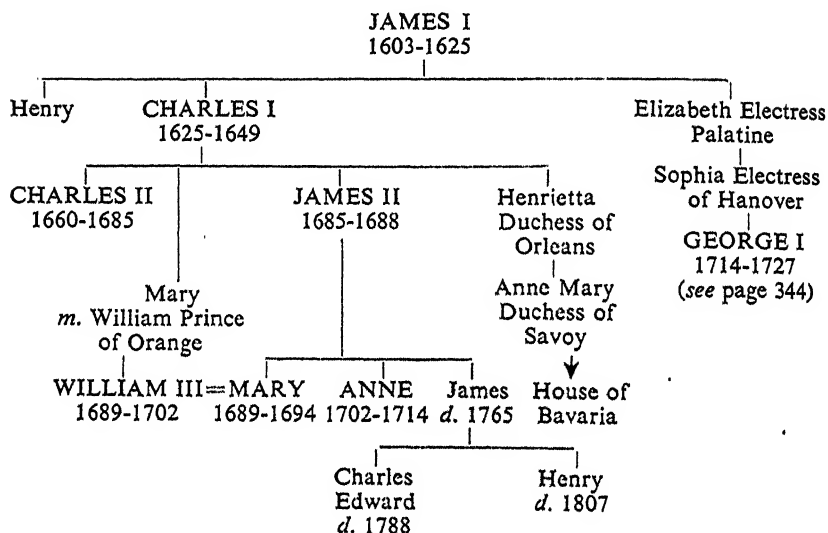 JAMES I
1603-1625
Henry
CHARLES I
1625-1649
Elizabeth Electress
Palatine
Sophia Electress
of Hanover
GEORGE I
1714-1727
(see page 344)
CHARLES II
1660-1685
JAMES II
1685-1688
Henrietta
Duchess of
Orleans
Mary
m. William Prince
of Orange
Anne Mary
Duchess of
Savoy
WILLIAM III=MARY
1689-1702 1689-1694
ANNE
1702-1714
James
d. 1765
House of
Bavaria
Charles
Edward
d. 1788
Henry
d. 1807